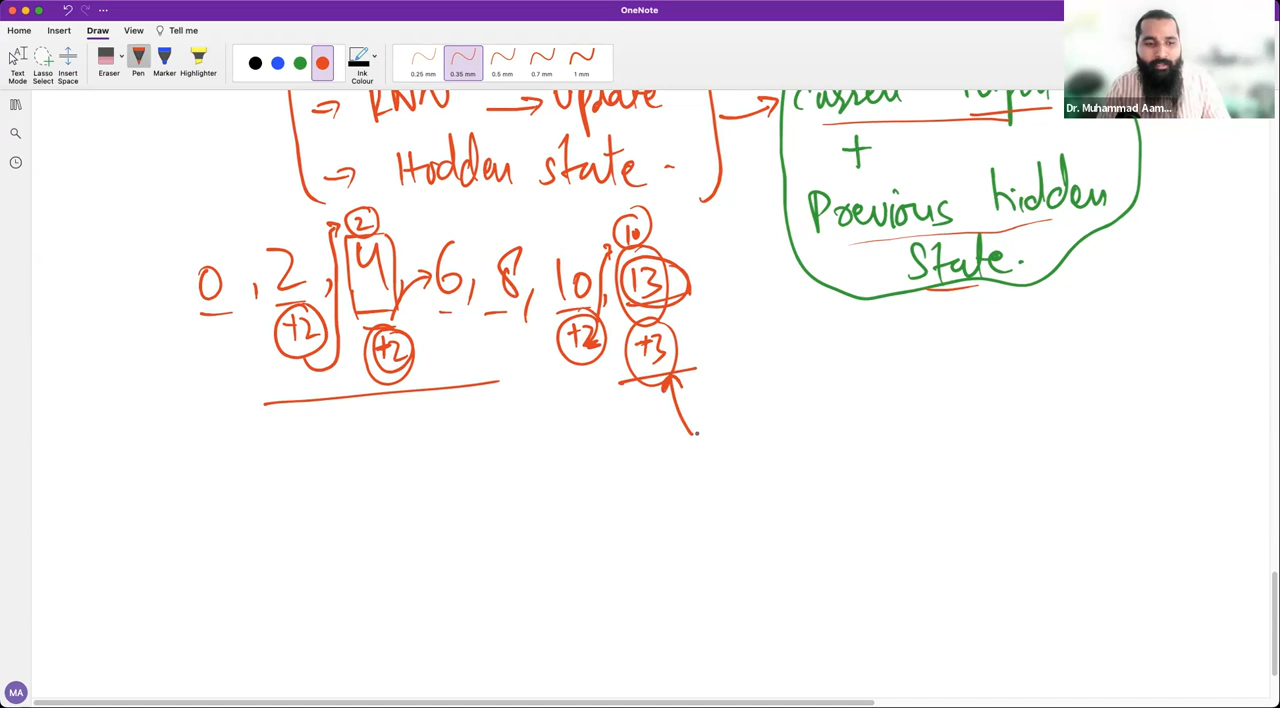 OneNote
Home Insert Draw View Tell me
Text Mode Lasso Select Insert Space Eraser Pen Marker Highlighter Ink Colour 0.25 mm 0.35 mm 0.5 mm 0.7 mm 1 mm
Dr. Muhammad Aam...
→ RNN → Update
→ Hodden state -
+
Previous hidden
state.
2 10
0, 2, 4, 6, 8, 10, 13
+2 +2 +2 +3
MA